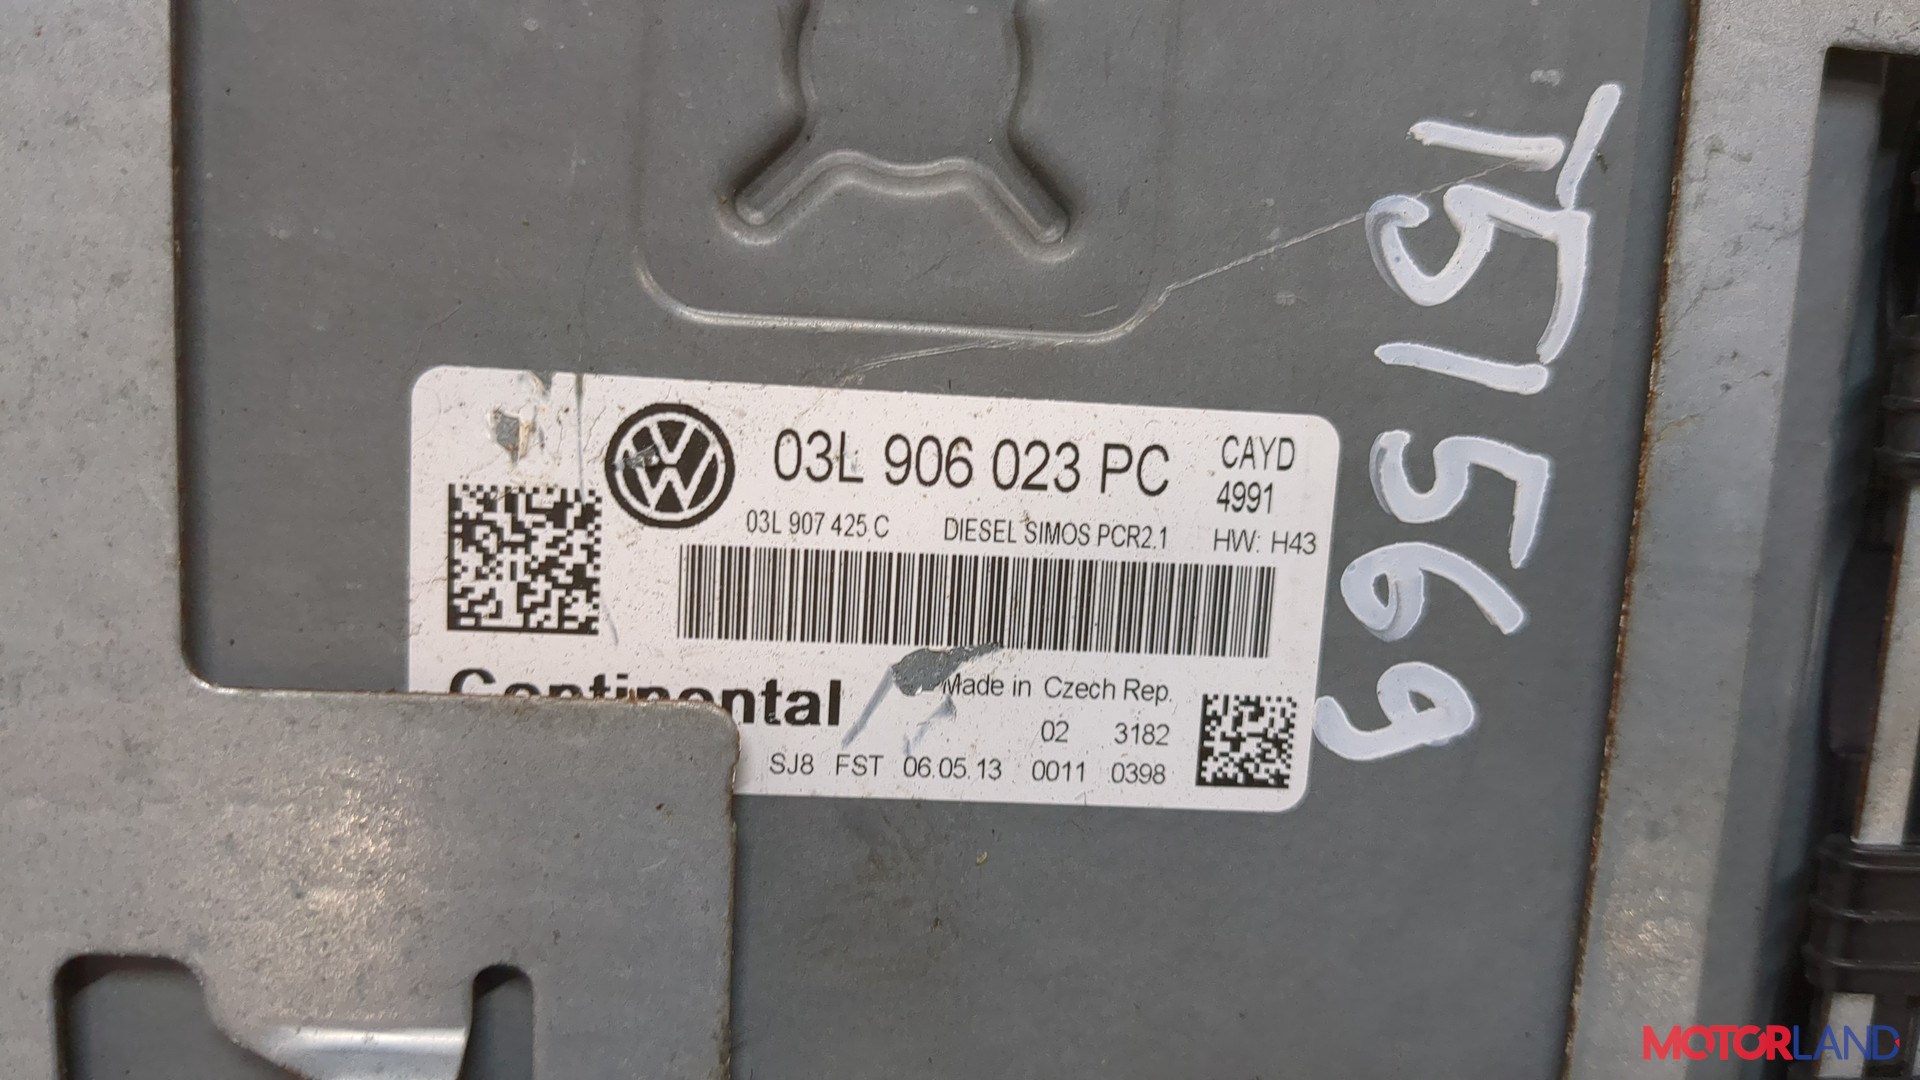 03L 906 023 PC
CAYD
4991
03L 907 425 C
DIESEL SIMOS PCR2.1
HW: H43
Continental
Made in Czech Rep.
02 3182
SJ8 FST 06.05.13 0011 0398
T51569
MOTORLAND